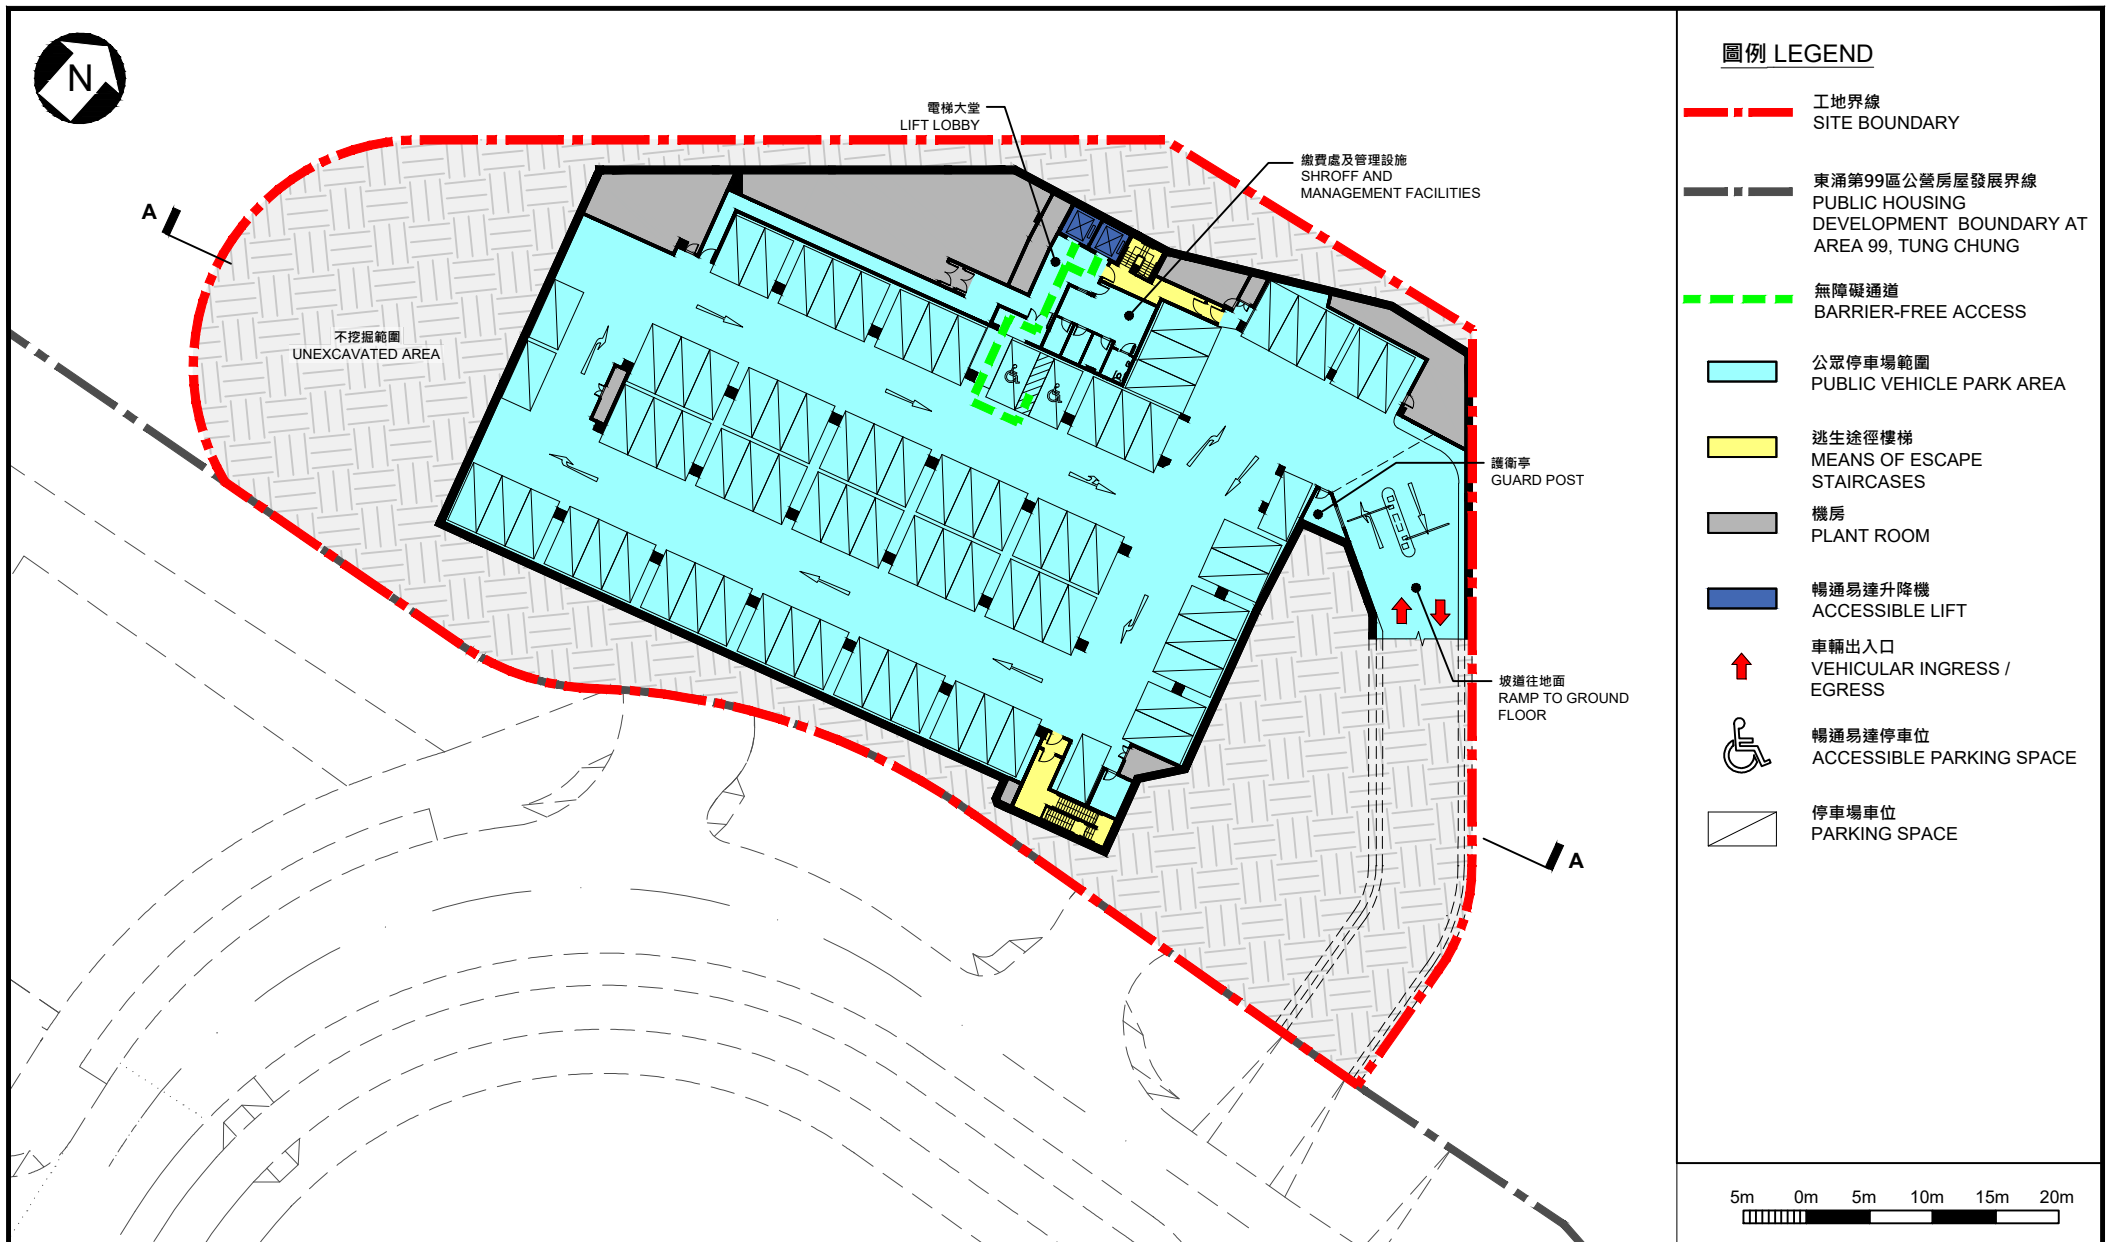 N
電梯大堂
LIFT LOBBY
繳費處及管理設施
SHROFF AND
MANAGEMENT FACILITIES
A
不挖掘範圍
UNEXCAVATED AREA
護衛亭
GUARD POST
坡道往地面
RAMP TO GROUND
FLOOR
A
圖例 LEGEND
工地界線
SITE BOUNDARY
東涌第99區公營房屋發展界線
PUBLIC HOUSING
DEVELOPMENT BOUNDARY AT
AREA 99, TUNG CHUNG
無障礙通道
BARRIER-FREE ACCESS
公眾停車場範圍
PUBLIC VEHICLE PARK AREA
逃生途徑樓梯
MEANS OF ESCAPE
STAIRCASES
機房
PLANT ROOM
暢通易達升降機
ACCESSIBLE LIFT
車輛出入口
VEHICULAR INGRESS /
EGRESS
暢通易達停車位
ACCESSIBLE PARKING SPACE
停車場車位
PARKING SPACE
5m 0m 5m 10m 15m 20m